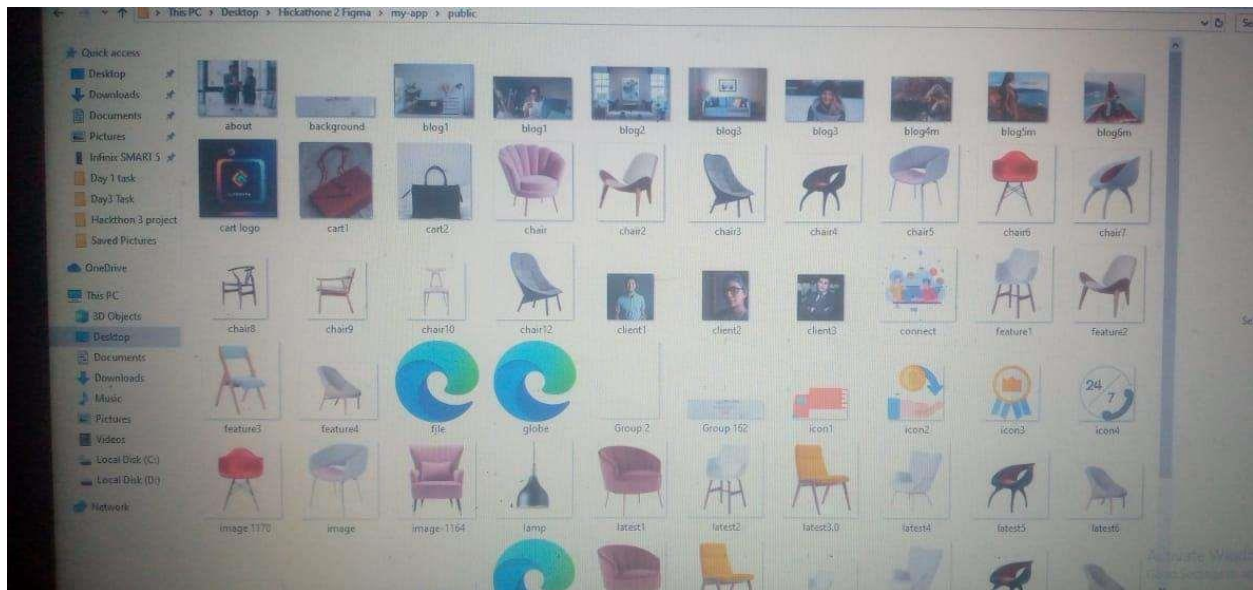 This PC > Desktop > Hickathone 2 Figma > my-app > public
Quick access
Desktop
Downloads
Documents
Pictures
Infinix SMART 5
Day 1 task
Day3 Task
Hackthon 3 project
Saved Pictures
OneDrive
This PC
3D Objects
Desktop
Documents
Downloads
Music
Pictures
Videos
Local Disk (C:)
Local Disk (D:)
Network
about background blog1 blog1 blog2 blog3 blog3 blog4m blog5m blog6m
cart logo cart1 cart2 chair chair2 chair3 chair4 chair5 chair6 chair7
chair8 chair9 chair10 chair12 client1 client2 client3 connect feature1 feature2
24
7
feature3 feature4 file globe Group 2 Group 162 icon1 icon2 icon3 icon4
image 1170 image image-1164 lamp latest1 latest2 latest3.0 latest4 latest5 latest6